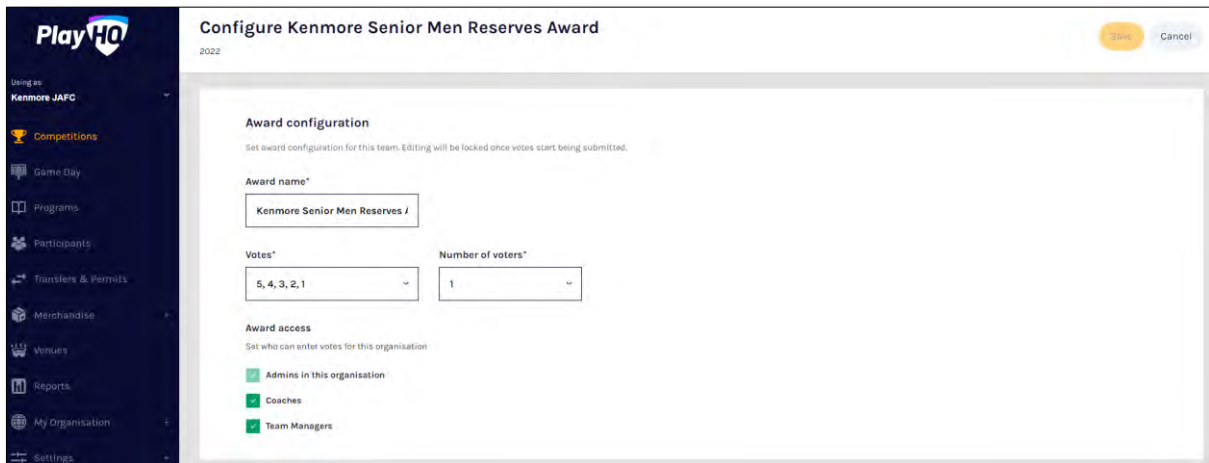 PlayHQ
Using as
Kenmore JAFC
Competitions
Game Day
Programs
Participants
Transfers & Permits
Merchandise
Venues
Reports
My Organisation
Settings
Configure Kenmore Senior Men Reserves Award
2022
Save
Cancel
Award configuration
Set award configuration for this team. Editing will be locked once votes start being submitted.
Award name*
Kenmore Senior Men Reserves
Votes*
Number of voters*
5, 4, 3, 2, 1
1
Award access
Set who can enter votes for this organisation
Admins in this organisation
Coaches
Team Managers